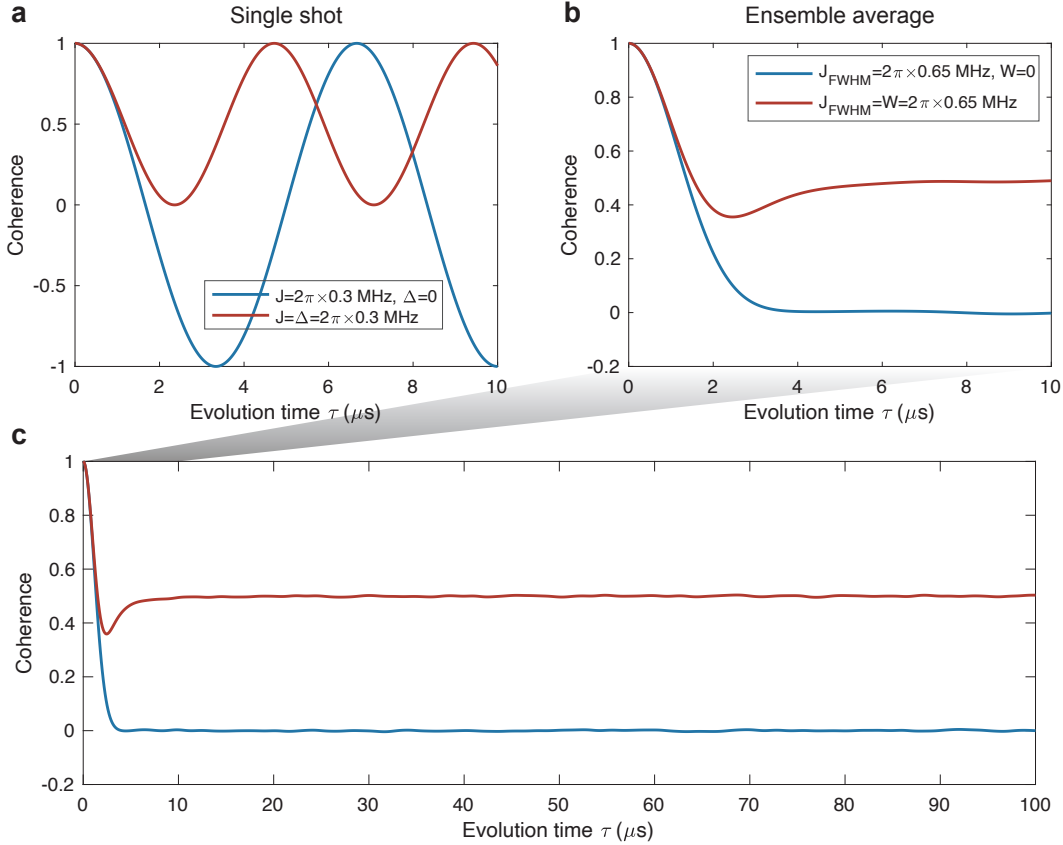 a
Single shot
1
0.5
0
-0.5
-1
Coherence
J=2π×0.3 MHz, Δ=0
J=Δ=2π×0.3 MHz
0 2 4 6 8 10
Evolution time τ (μs)
b
Ensemble average
1
0.8
0.6
0.4
0.2
0
-0.2
Coherence
J_FWHM=2π×0.65 MHz, W=0
J_FWHM=W=2π×0.65 MHz
0 2 4 6 8 10
Evolution time τ (μs)
c
1
0.8
0.6
0.4
0.2
0
-0.2
Coherence
0 10 20 30 40 50 60 70 80 90 100
Evolution time τ (μs)